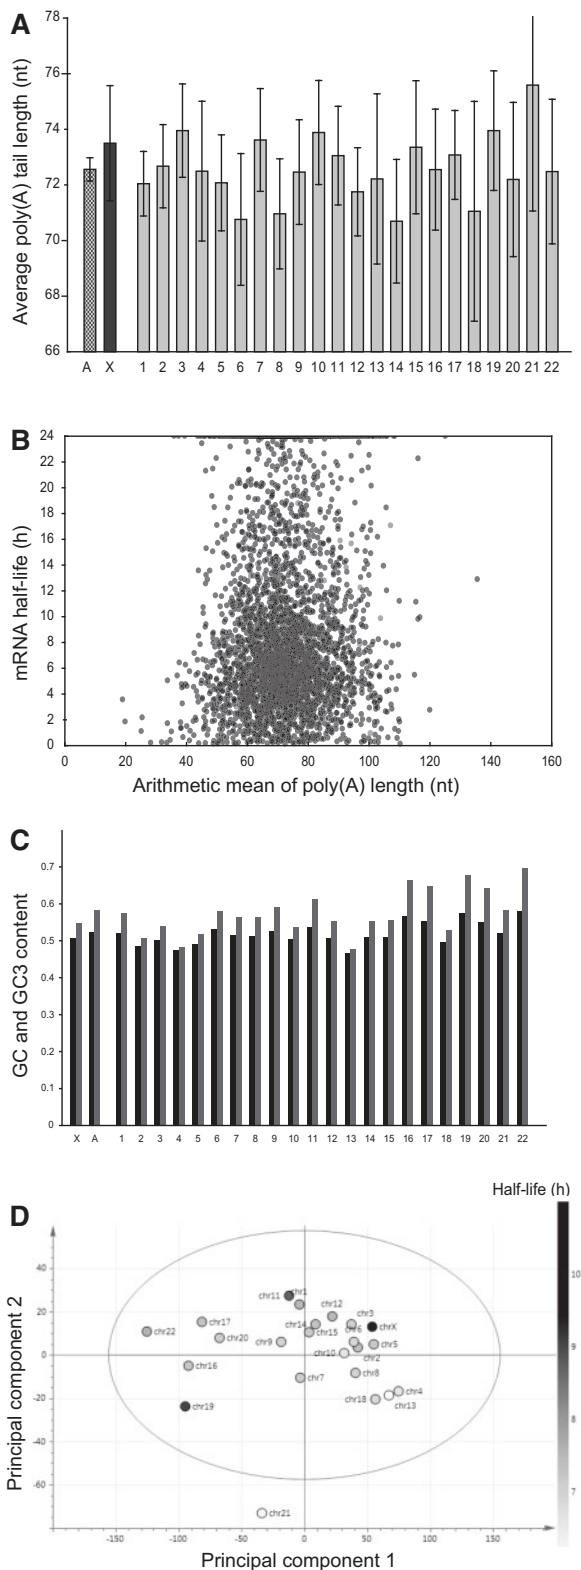 A
78
76
74
72
70
68
66
Average poly(A) tail length (nt)
A X 1 2 3 4 5 6 7 8 9 10 11 12 13 14 15 16 17 18 19 20 21 22
B
24
22
20
18
16
14
12
10
8
6
4
2
0
mRNA half-life (h)
0 20 40 60 80 100 120 140 160
Arithmetic mean of poly(A) length (nt)
C
0.7
0.6
0.5
0.4
0.3
0.2
0.1
0
GC and GC3 content
X A 1 2 3 4 5 6 7 8 9 10 11 12 13 14 15 16 17 18 19 20 21 22
Half-life (h)
D
10
9
8
7
40
20
0
-20
-40
-60
Principal component 2
chr11 chr1
chr12
chr3
chr17
chr14
chrX
chr22
chr15
chr6
chr20
chr9
chr5
chr10
chr2
chr16
chr7
chr8
chr4
chr18
chr13
chr19
chr21
-150 -100 -50 0 50 100 150
Principal component 1